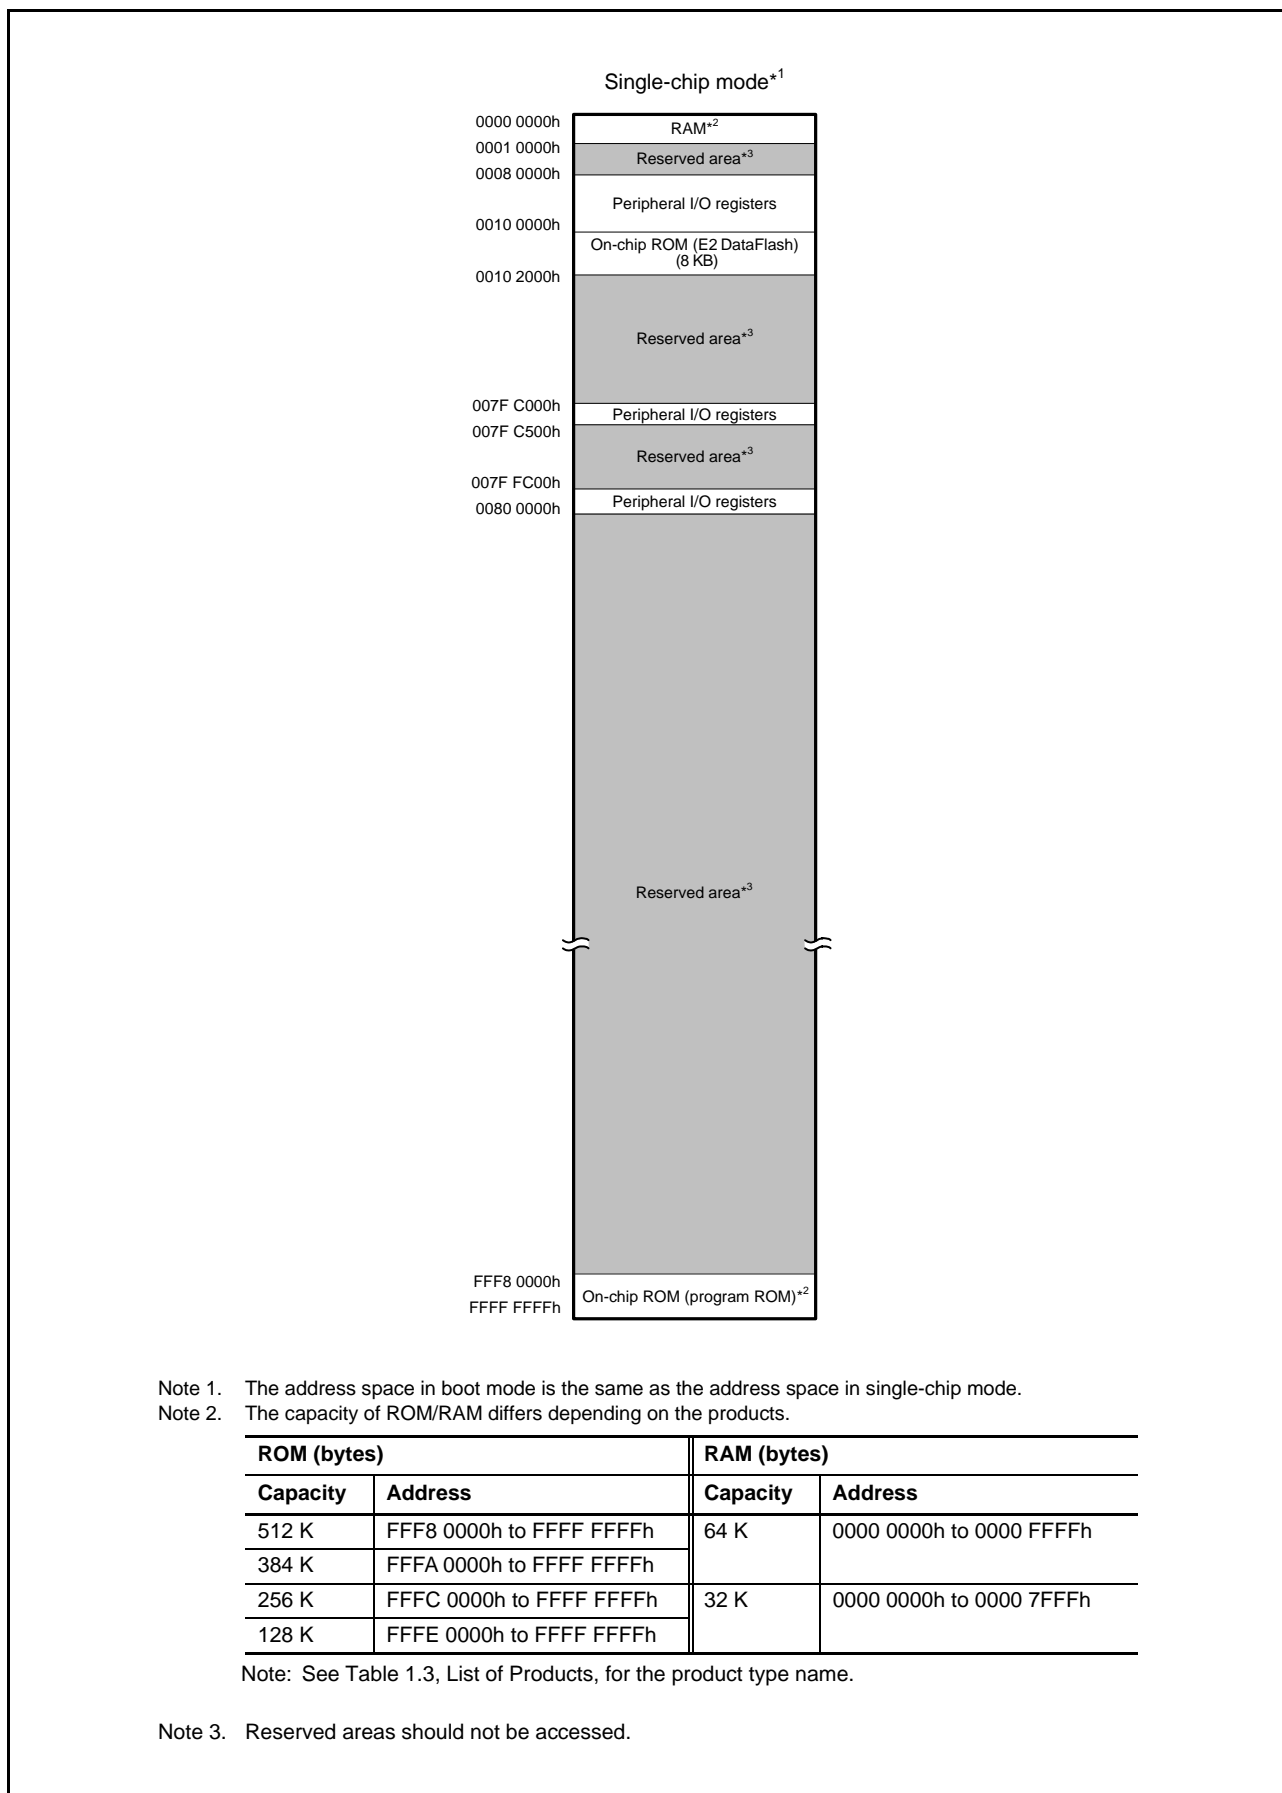 Single-chip mode*1
0000 0000h
RAM*2
0001 0000h
Reserved area*3
0008 0000h
Peripheral I/O registers
0010 0000h
On-chip ROM (E2 DataFlash)
(8 KB)
0010 2000h
Reserved area*3
007F C000h
Peripheral I/O registers
007F C500h
Reserved area*3
007F FC00h
Peripheral I/O registers
0080 0000h
Reserved area*3
FFF8 0000h
On-chip ROM (program ROM)*2
FFFF FFFFh
Note 1. The address space in boot mode is the same as the address space in single-chip mode.
Note 2. The capacity of ROM/RAM differs depending on the products.
ROM (bytes) RAM (bytes)
Capacity Address Capacity Address
512 K FFF8 0000h to FFFF FFFFh 64 K 0000 0000h to 0000 FFFFh
384 K FFFA 0000h to FFFF FFFFh
256 K FFFC 0000h to FFFF FFFFh 32 K 0000 0000h to 0000 7FFFh
128 K FFFE 0000h to FFFF FFFFh
Note: See Table 1.3, List of Products, for the product type name.
Note 3. Reserved areas should not be accessed.